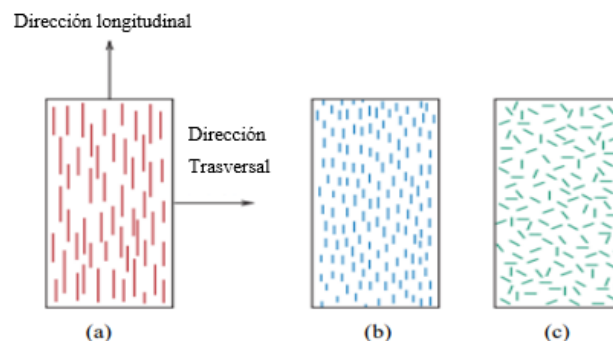 Dirección longitudinal
Dirección
Trasversal
(a)
(b)
(c)